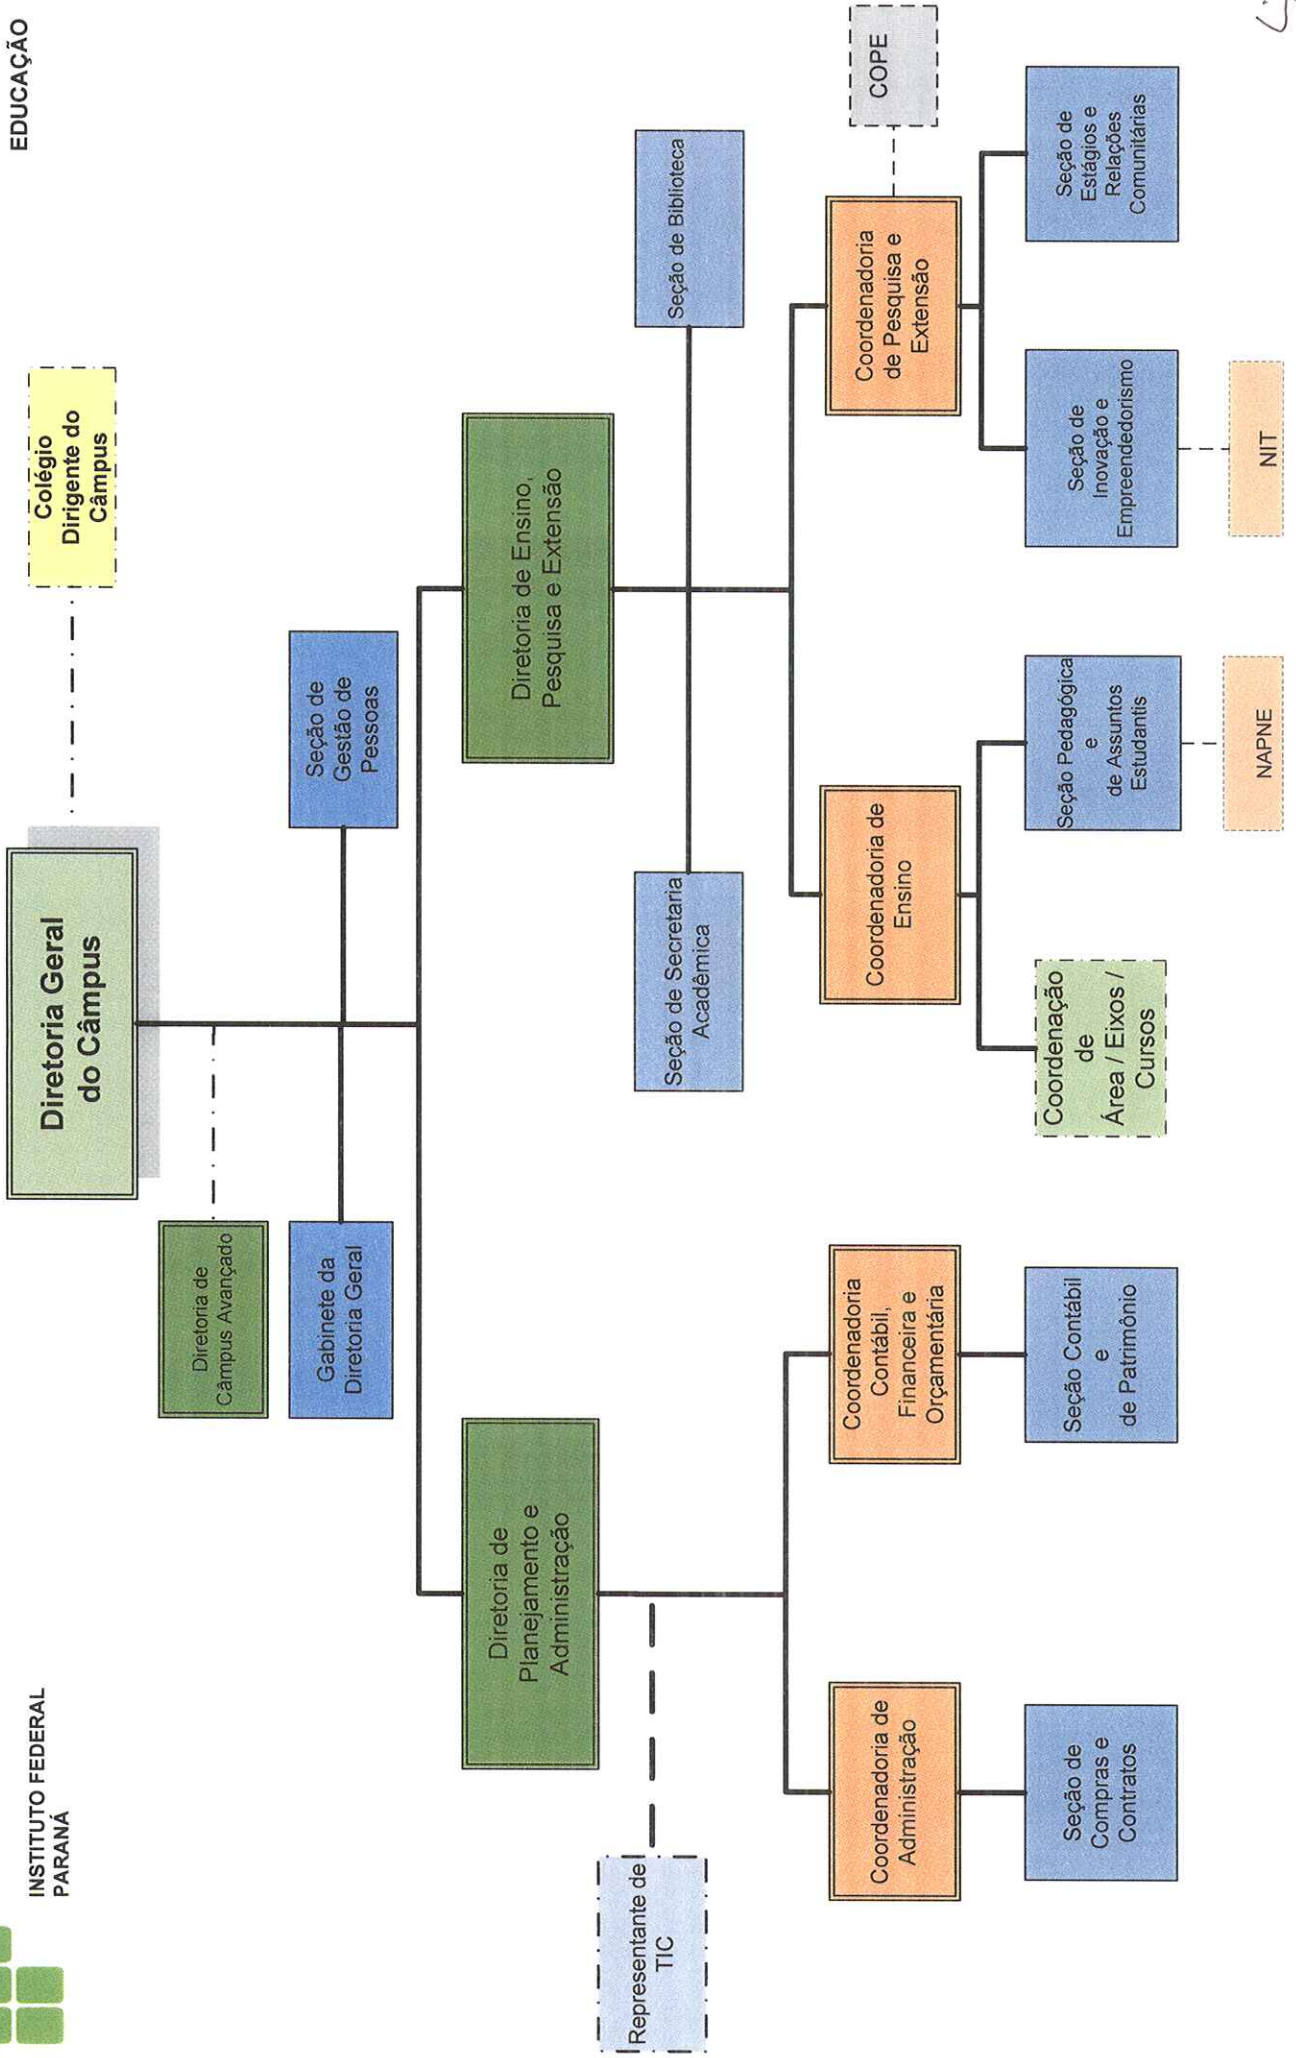 INSTITUTO FEDERAL
PARANÁ
EDUCAÇÃO
Diretoria Geral
do Câmpus
Colégio
Dirigente do
Câmpus
Diretoria de
Câmpus Avançado
Gabinete da
Diretoria Geral
Seção de
Gestão de
Pessoas
Diretoria de
Planejamento e
Administração
Diretoria de Ensino,
Pesquisa e Extensão
Representante de
TIC
Seção de Secretaria
Acadêmica
Seção de Biblioteca
Coordenadoria de
Administração
Coordenadoria
Contábil,
Financeira e
Orçamentária
Coordenadoria de
Ensino
Coordenadoria
de Pesquisa e
Extensão
COPE
Seção de
Compras e
Contratos
Seção Contábil
e
de Patrimônio
Coordenação
de
Área / Eixos /
Cursos
Seção Pedagógica
e
de Assuntos
Estudantis
Seção de
Inovação e
Empreendedorismo
Seção de
Estágios e
Relações
Comunitárias
NAPNE
NIT